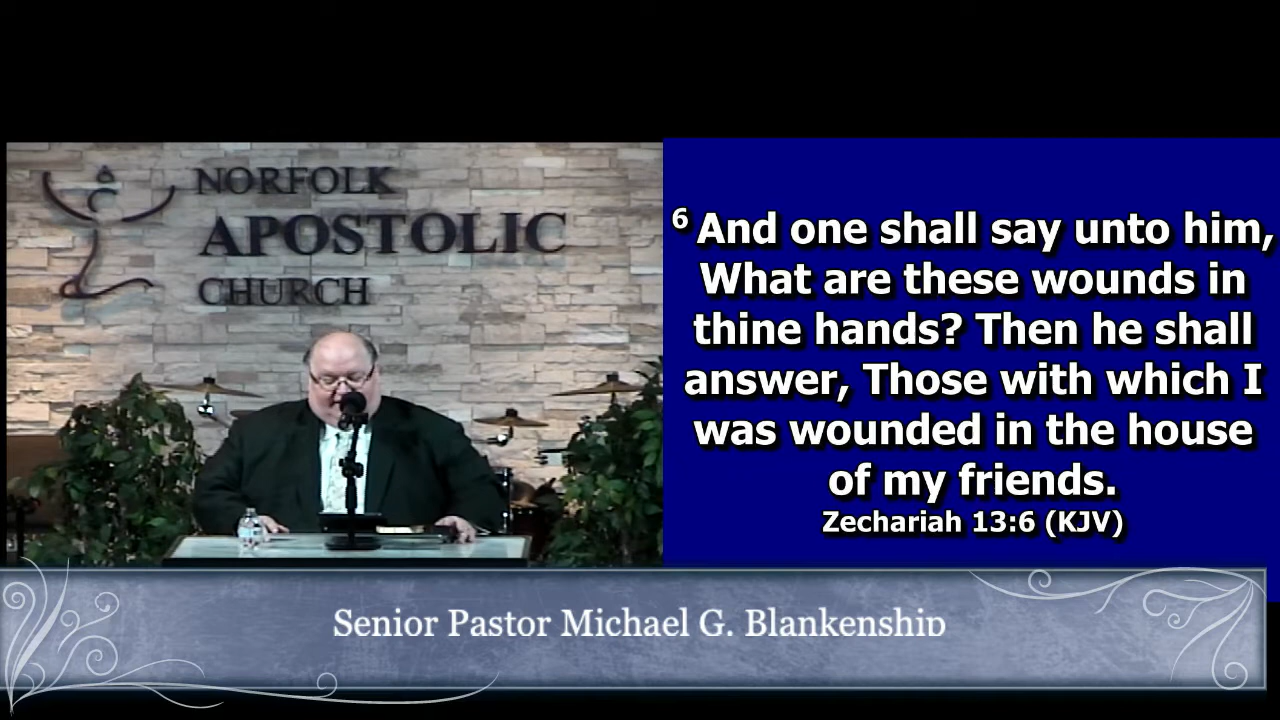 NORFOLK
APOSTOLIC
CHURCH
6 And one shall say unto him,
What are these wounds in
thine hands? Then he shall
answer, Those with which I
was wounded in the house
of my friends.
Zechariah 13:6 (KJV)
Senior Pastor Michael G. Blankenship